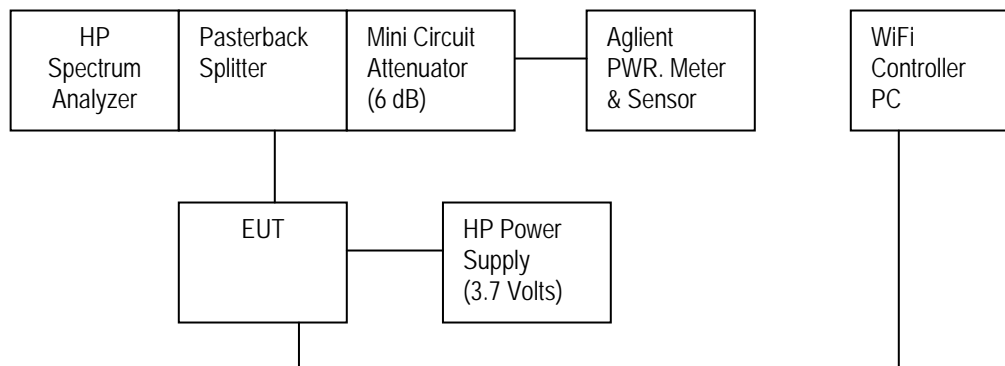 HP
Spectrum
Analyzer
Pasterback
Splitter
Mini Circuit
Attenuator
(6 dB)
Aglient
PWR. Meter
& Sensor
WiFi
Controller
PC
EUT
HP Power
Supply
(3.7 Volts)